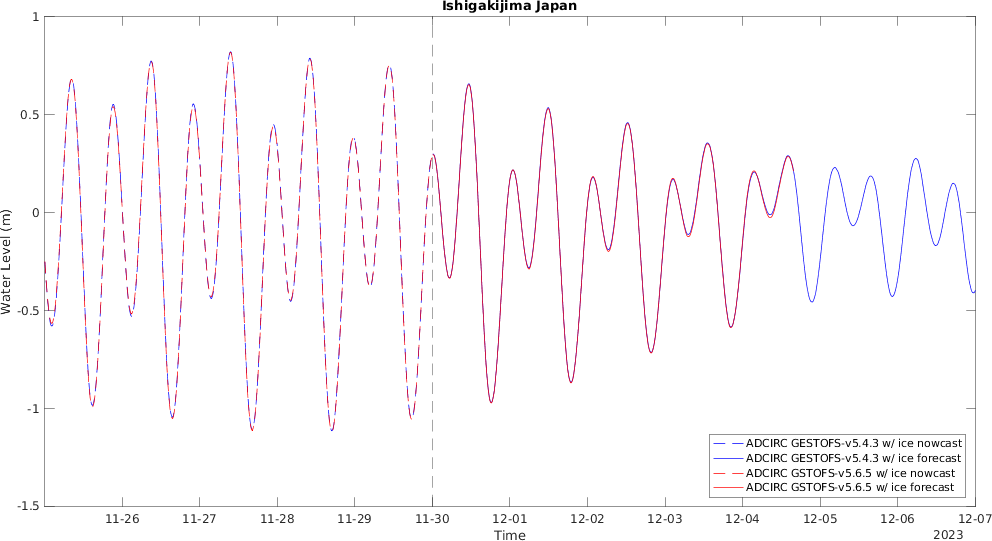 Ishigakijima Japan
1
0.5
0
-0.5
-1
-1.5
Water Level (m)
ADCIRC GESTOFS-v5.4.3 w/ ice nowcast
ADCIRC GESTOFS-v5.4.3 w/ ice forecast
ADCIRC GSTOFS-v5.6.5 w/ ice nowcast
ADCIRC GSTOFS-v5.6.5 w/ ice forecast
11-26 11-27 11-28 11-29 11-30 12-01 12-02 12-03 12-04 12-05 12-06 12-07
Time
2023